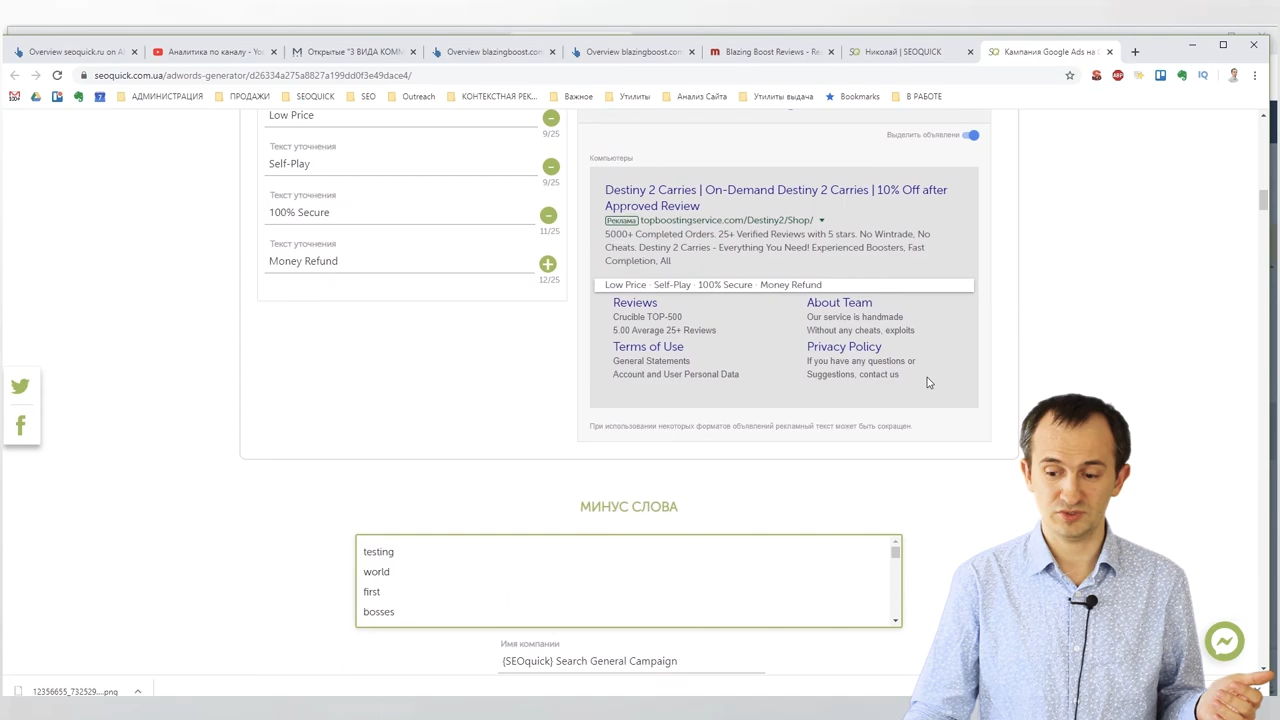 Overview seoquick.ru on A
Аналитика по каналу - Yo
Открытые "3 ВИДА КОММ
Overview blazingboost.com
Overview blazingboost.com
Blazing Boost Reviews - Re
Николай | SEOQUICK
Кампания Google Ads на
seoquick.com.ua/adwords-generator/d26334a275a8827a199dd0f3e49dace4/
АДМИНИСТРАЦИЯ
ПРОДАЖИ
SEOQUICK
SEO
Outreach
КОНТЕКСТНАЯ РЕК...
Важное
Утилиты
Анализ Сайта
Утилиты выдача
Bookmarks
В РАБОТЕ
Low Price
9/25
Текст уточнения
Self-Play
9/25
Текст уточнения
100% Secure
11/25
Текст уточнения
Money Refund
12/25
Выделить объявлени
Компьютеры
Destiny 2 Carries | On-Demand Destiny 2 Carries | 10% Off after
Approved Review
Реклама topboostingservice.com/Destiny2/Shop/
5000+ Completed Orders. 25+ Verified Reviews with 5 stars. No Wintrade, No
Cheats. Destiny 2 Carries - Everything You Need! Experienced Boosters, Fast
Completion, All
Low Price · Self-Play · 100% Secure · Money Refund
Reviews
Crucible TOP-500
5.00 Average 25+ Reviews
About Team
Our service is handmade
Without any cheats, exploits
Terms of Use
General Statements
Account and User Personal Data
Privacy Policy
If you have any questions or
Suggestions, contact us
При использовании некоторых форматов объявлений рекламный текст может быть сокращен.
МИНУС СЛОВА
testing
world
first
bosses
Имя компании
(SEOquick) Search General Campaign
12356655_732529....png